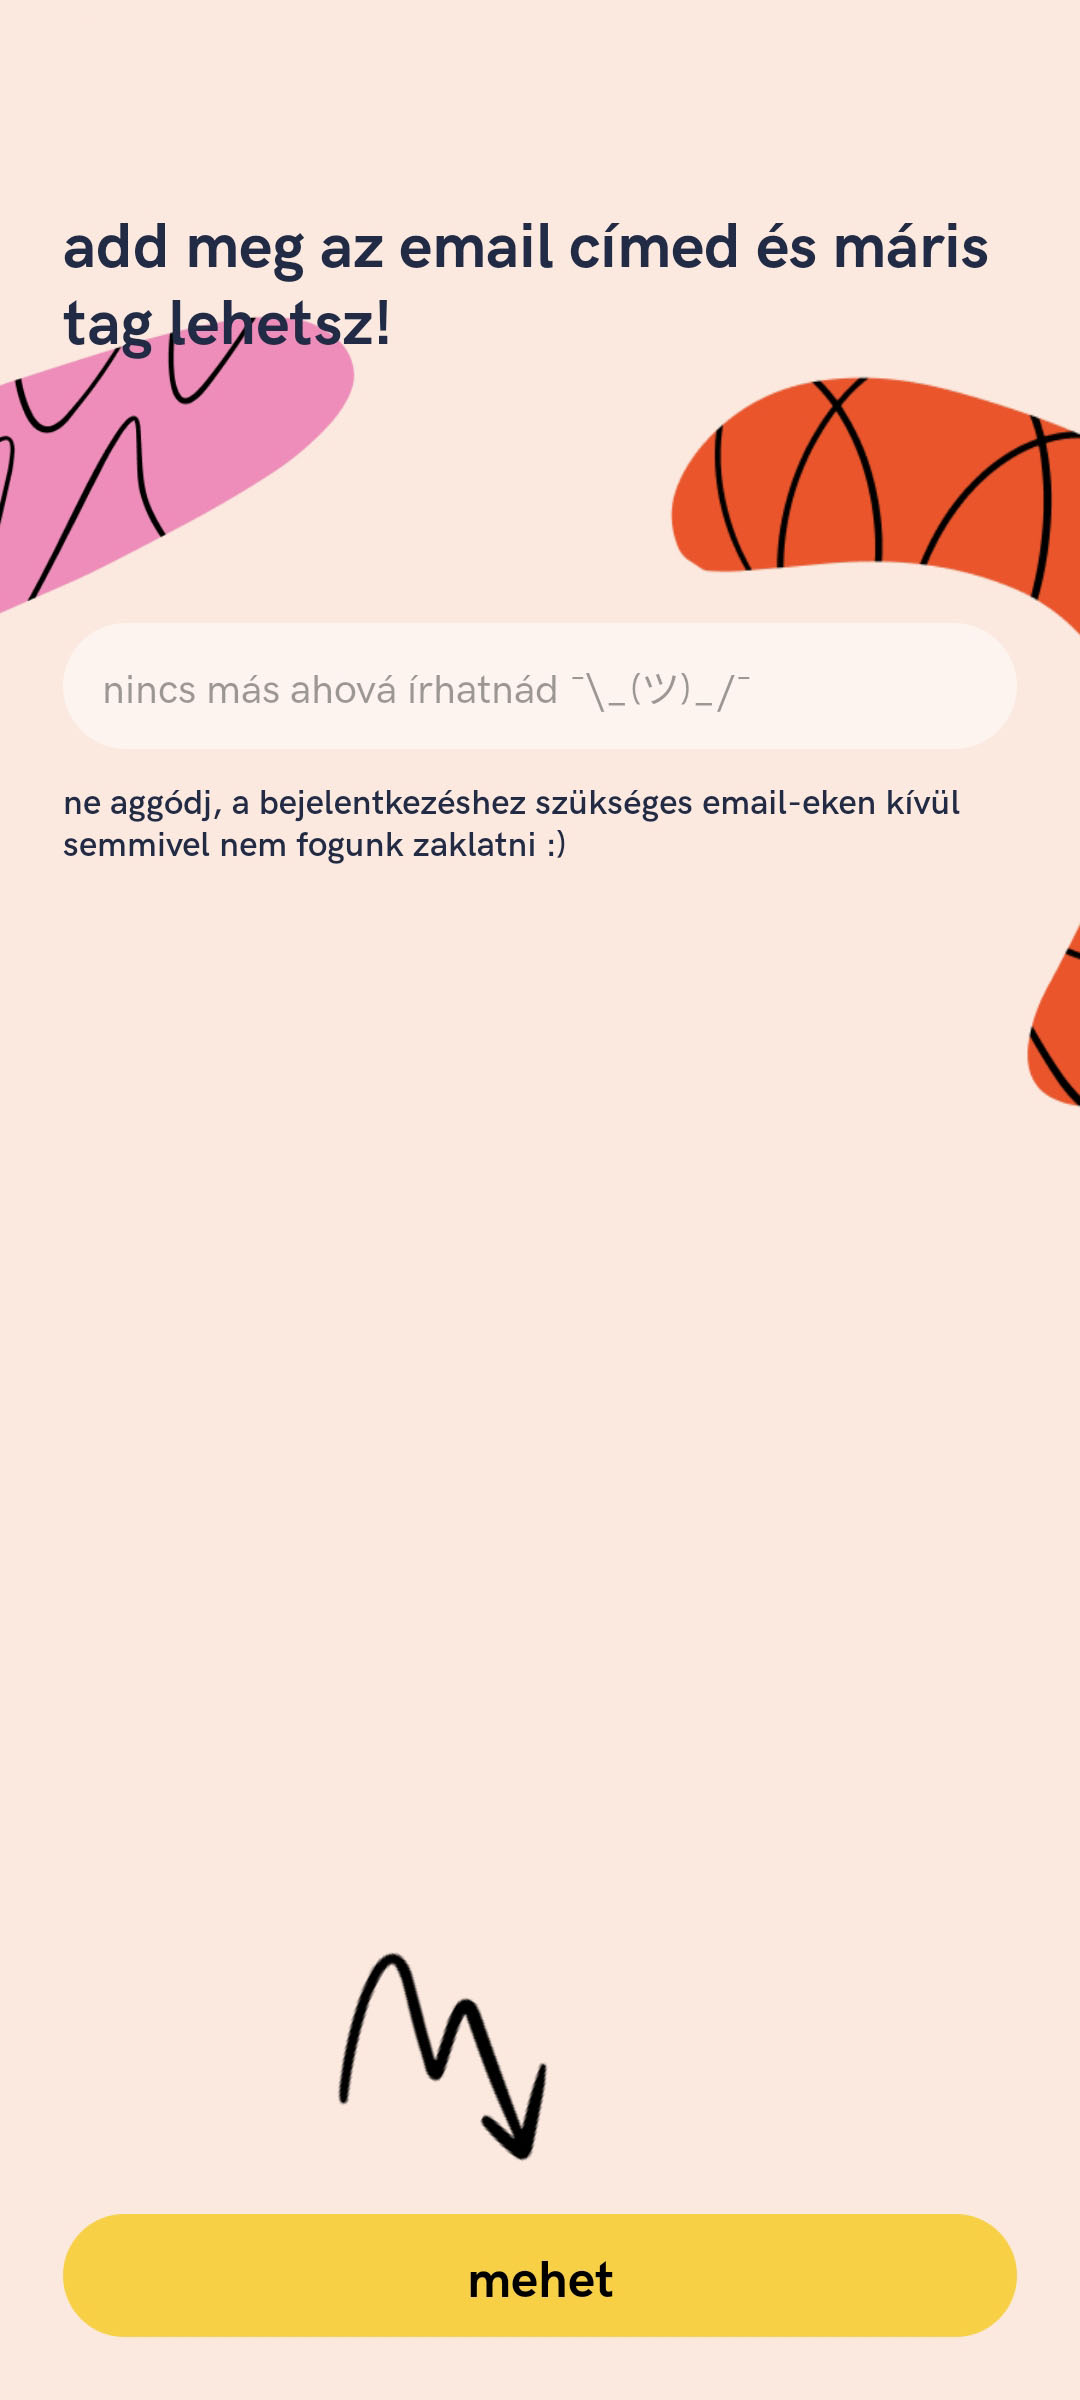 add meg az email címed és máris
tag lehetsz!
nincs más ahová írhatnád ¯\_(ツ)_/¯
ne aggódj, a bejelentkezéshez szükséges email-eken kívül
semmivel nem fogunk zaklatni :)
mehet